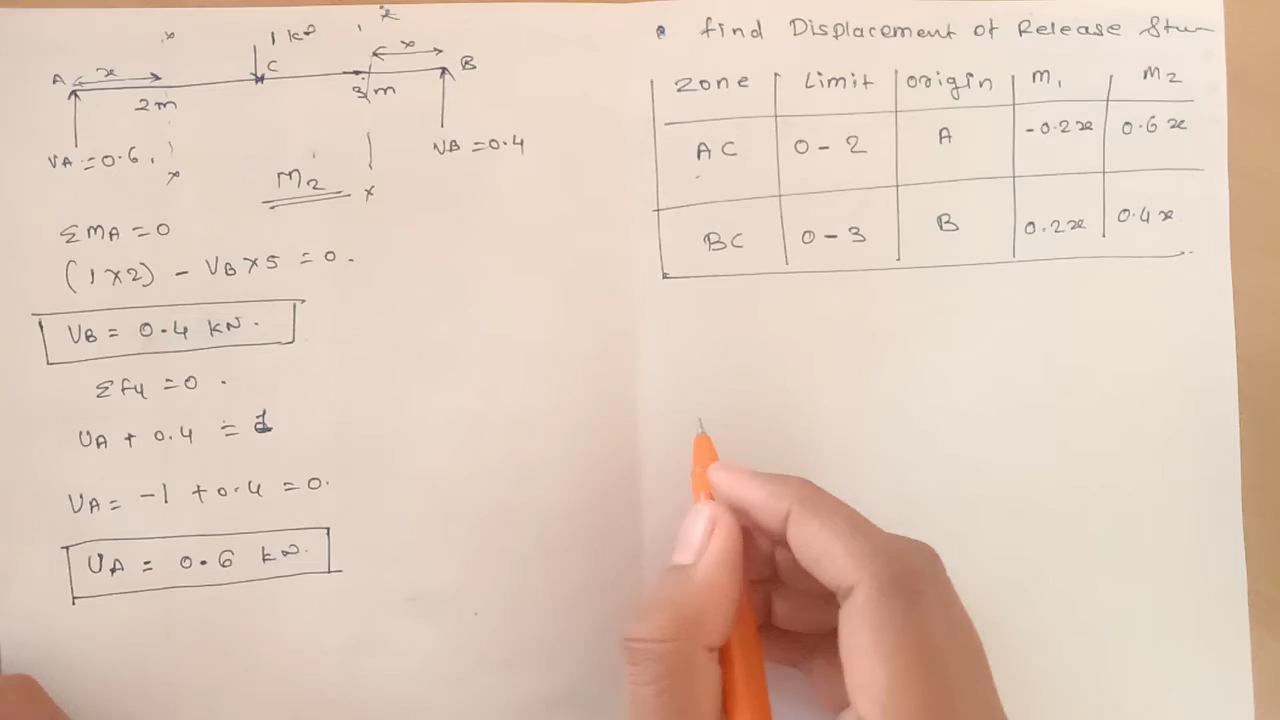 1 kN
x
x
A
C
B
2m
3m
VA = 0.6
VB = 0.4
M2
ΣMA = 0
(1×2) - VB×5 = 0.
VB = 0.4 kN.
Σfy = 0.
VA + 0.4 = 1
VA = -1 + 0.4 = 0.
VA = 0.6 kN.
• find Displacement of Release
Zone Limit origin M1 M2
AC 0-2 A -0.2x 0.6x
BC 0-3 B 0.2x 0.4x